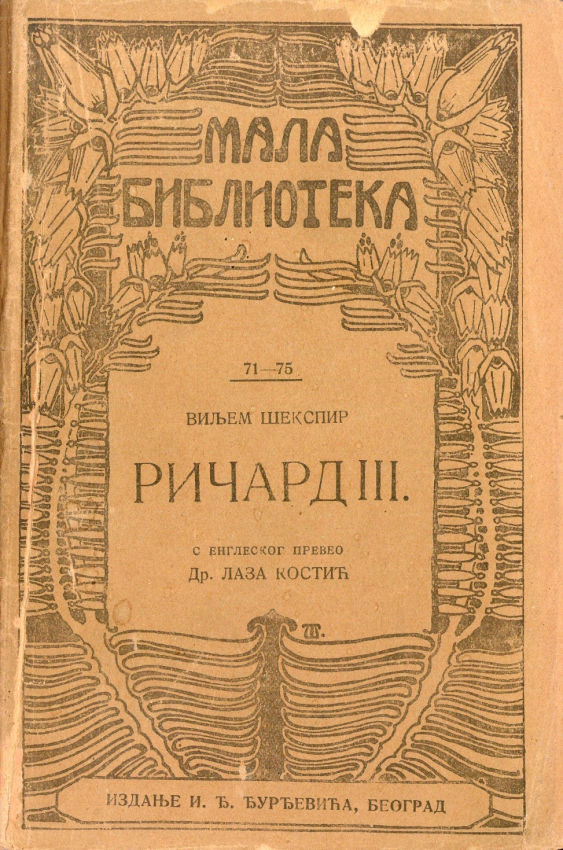 МАЛА
БИБЛИОТЕКА
71—75
ВИЉЕМ ШЕКСПИР
РИЧАРД III.
С ЕНГЛЕСКОГ ПРЕВЕО
Др. ЛАЗА КОСТИЋ
ИЗДАЊЕ И. Ђ. ЂУРЂЕВИЋА, БЕОГРАД